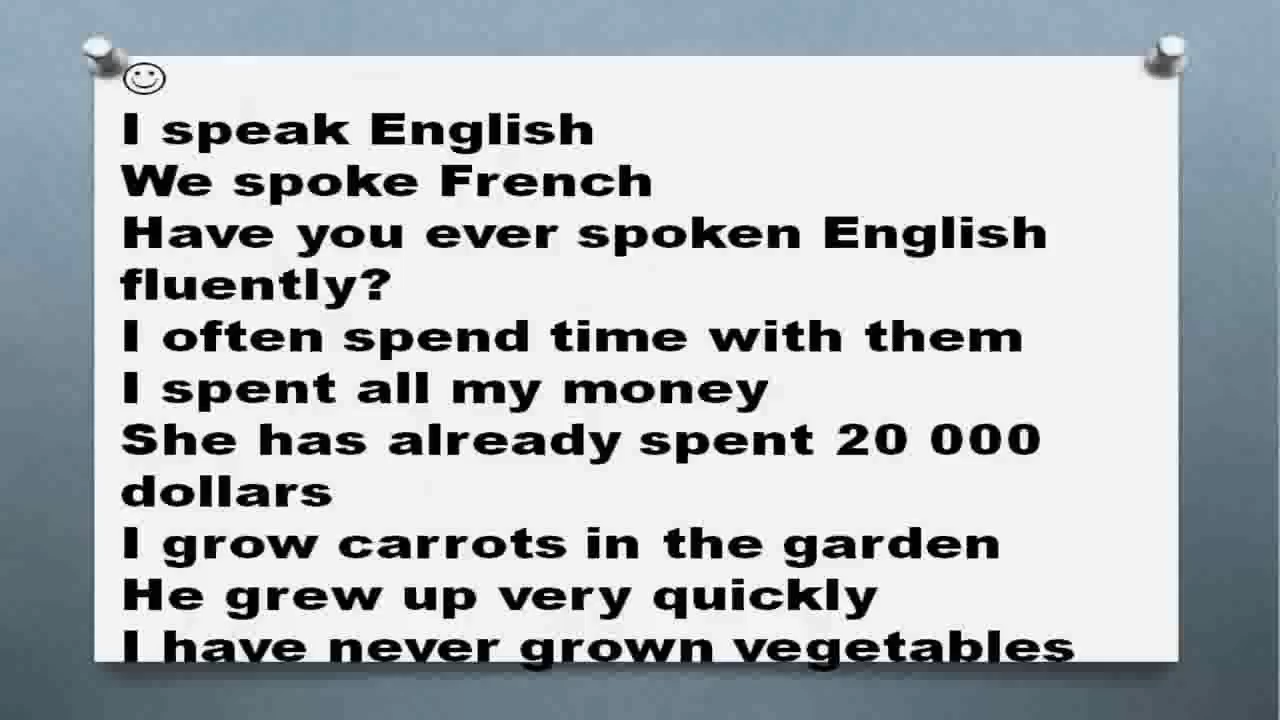 I speak English
We spoke French
Have you ever spoken English
fluently?
I often spend time with them
I spent all my money
She has already spent 20 000
dollars
I grow carrots in the garden
He grew up very quickly
I have never grown vegetables